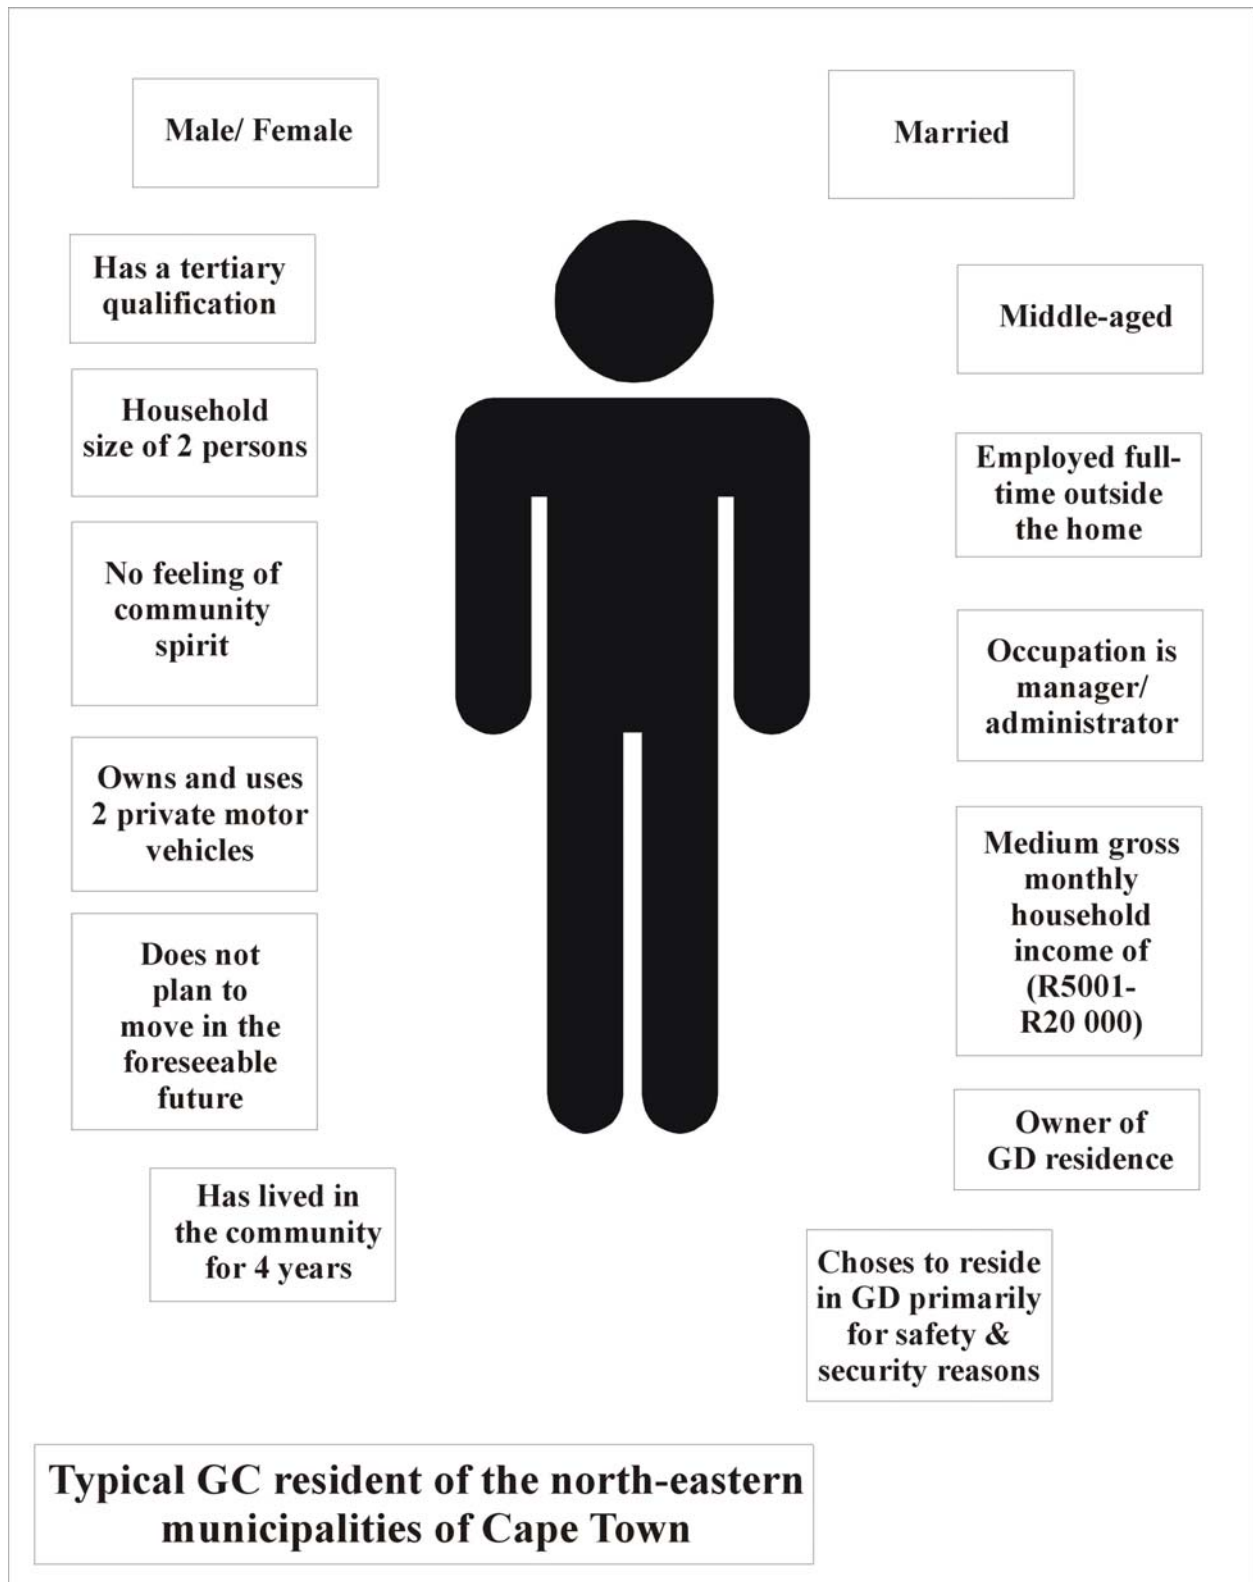 Male/ Female
Married
Has a tertiary
qualification
Middle-aged
Household
size of 2 persons
Employed full-
time outside
the home
No feeling of
community
spirit
Occupation is
manager/
administrator
Owns and uses
2 private motor
vehicles
Medium gross
monthly
household
income of
(R5001-
R20 000)
Does not
plan to
move in the
foreseeable
future
Owner of
GD residence
Has lived in
the community
for 4 years
Choses to reside
in GD primarily
for safety &
security reasons
Typical GC resident of the north-eastern
municipalities of Cape Town